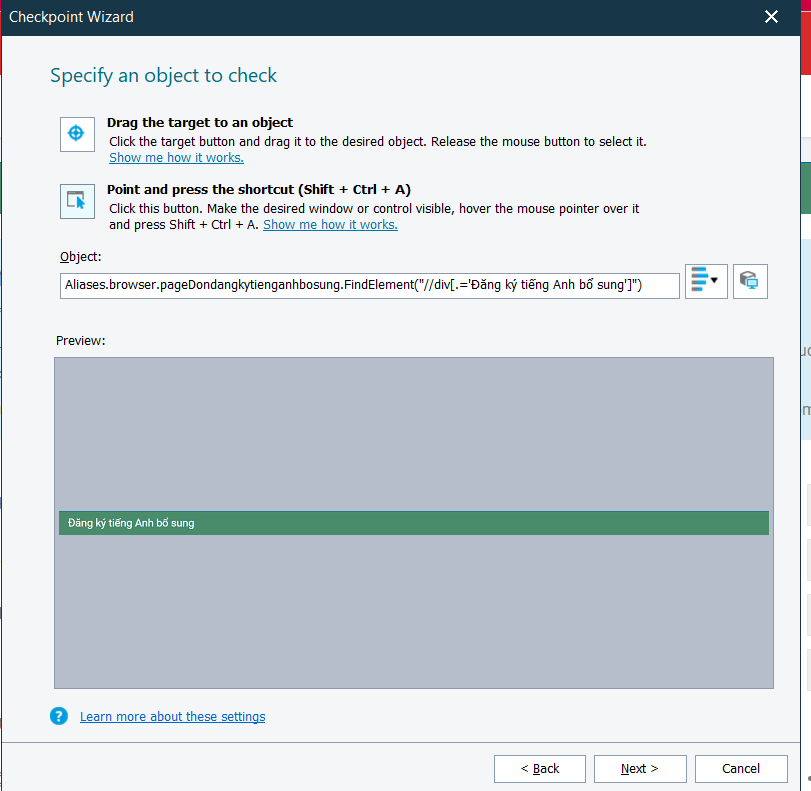 Checkpoint Wizard
Specify an object to check
Drag the target to an object
Click the target button and drag it to the desired object. Release the mouse button to select it.
Show me how it works.
Point and press the shortcut (Shift + Ctrl + A)
Click this button. Make the desired window or control visible, hover the mouse pointer over it
and press Shift + Ctrl + A. Show me how it works.
Object:
Aliases.browser.pageDondangkytienganhbosung.FindElement("//div[.='Đăng ký tiếng Anh bổ sung']")
Preview:
Đăng ký tiếng Anh bổ sung
Learn more about these settings
< Back
Next >
Cancel